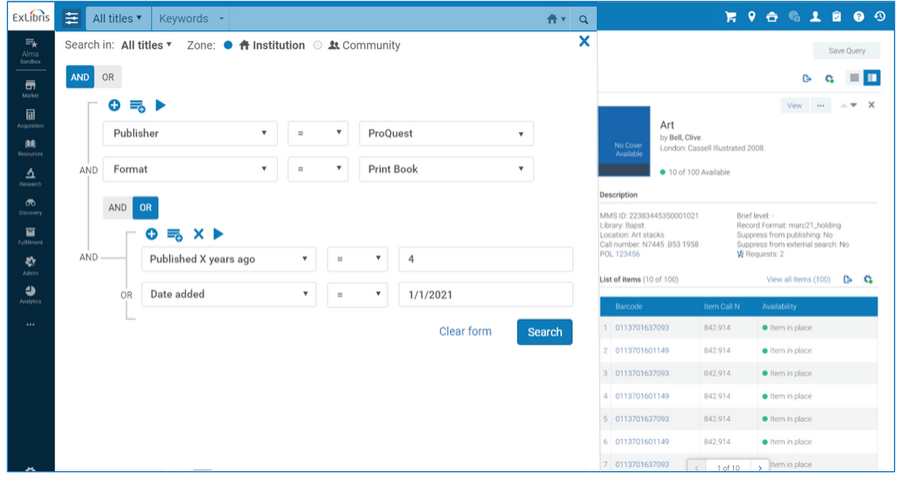 ExLibris
All titles
Keywords
Alma
Sandbox
Market
Acquisition
Resources
Research
Discovery
Fulfillment
Admin
Analytics
Search in: All titles Zone: Institution Community
AND OR
Publisher = ProQuest
AND
Format = Print Book
AND OR
AND
Published X years ago = 4
OR
Date added = 1/1/2021
Clear form Search
Save Query
View
No Cover
Available
Art
by Bell, Clive
London: Cassell Illustrated 2008.
10 of 100 Available
Description
MMS ID: 22383445350001021
Library: Bapst
Location: Art stacks
Call number: N7445 .853 1958
POL 123456
Brief level: -
Record Format: marc21_holding
Suppress from publishing: No
Suppress from external search: No
Requests: 2
List of items (10 of 100) View all items (100)
Barcode Item Call N Availability
1 0113701637093 842.914 Item in place
2 0113701601149 842.914 Item in place
3 0113701637093 842.914 Item in place
4 0113701601149 842.914 Item in place
5 0113701637093 842.914 Item in place
6 0113701601149 842.914 Item in place
7 0113701637093 Item in place
1 of 10